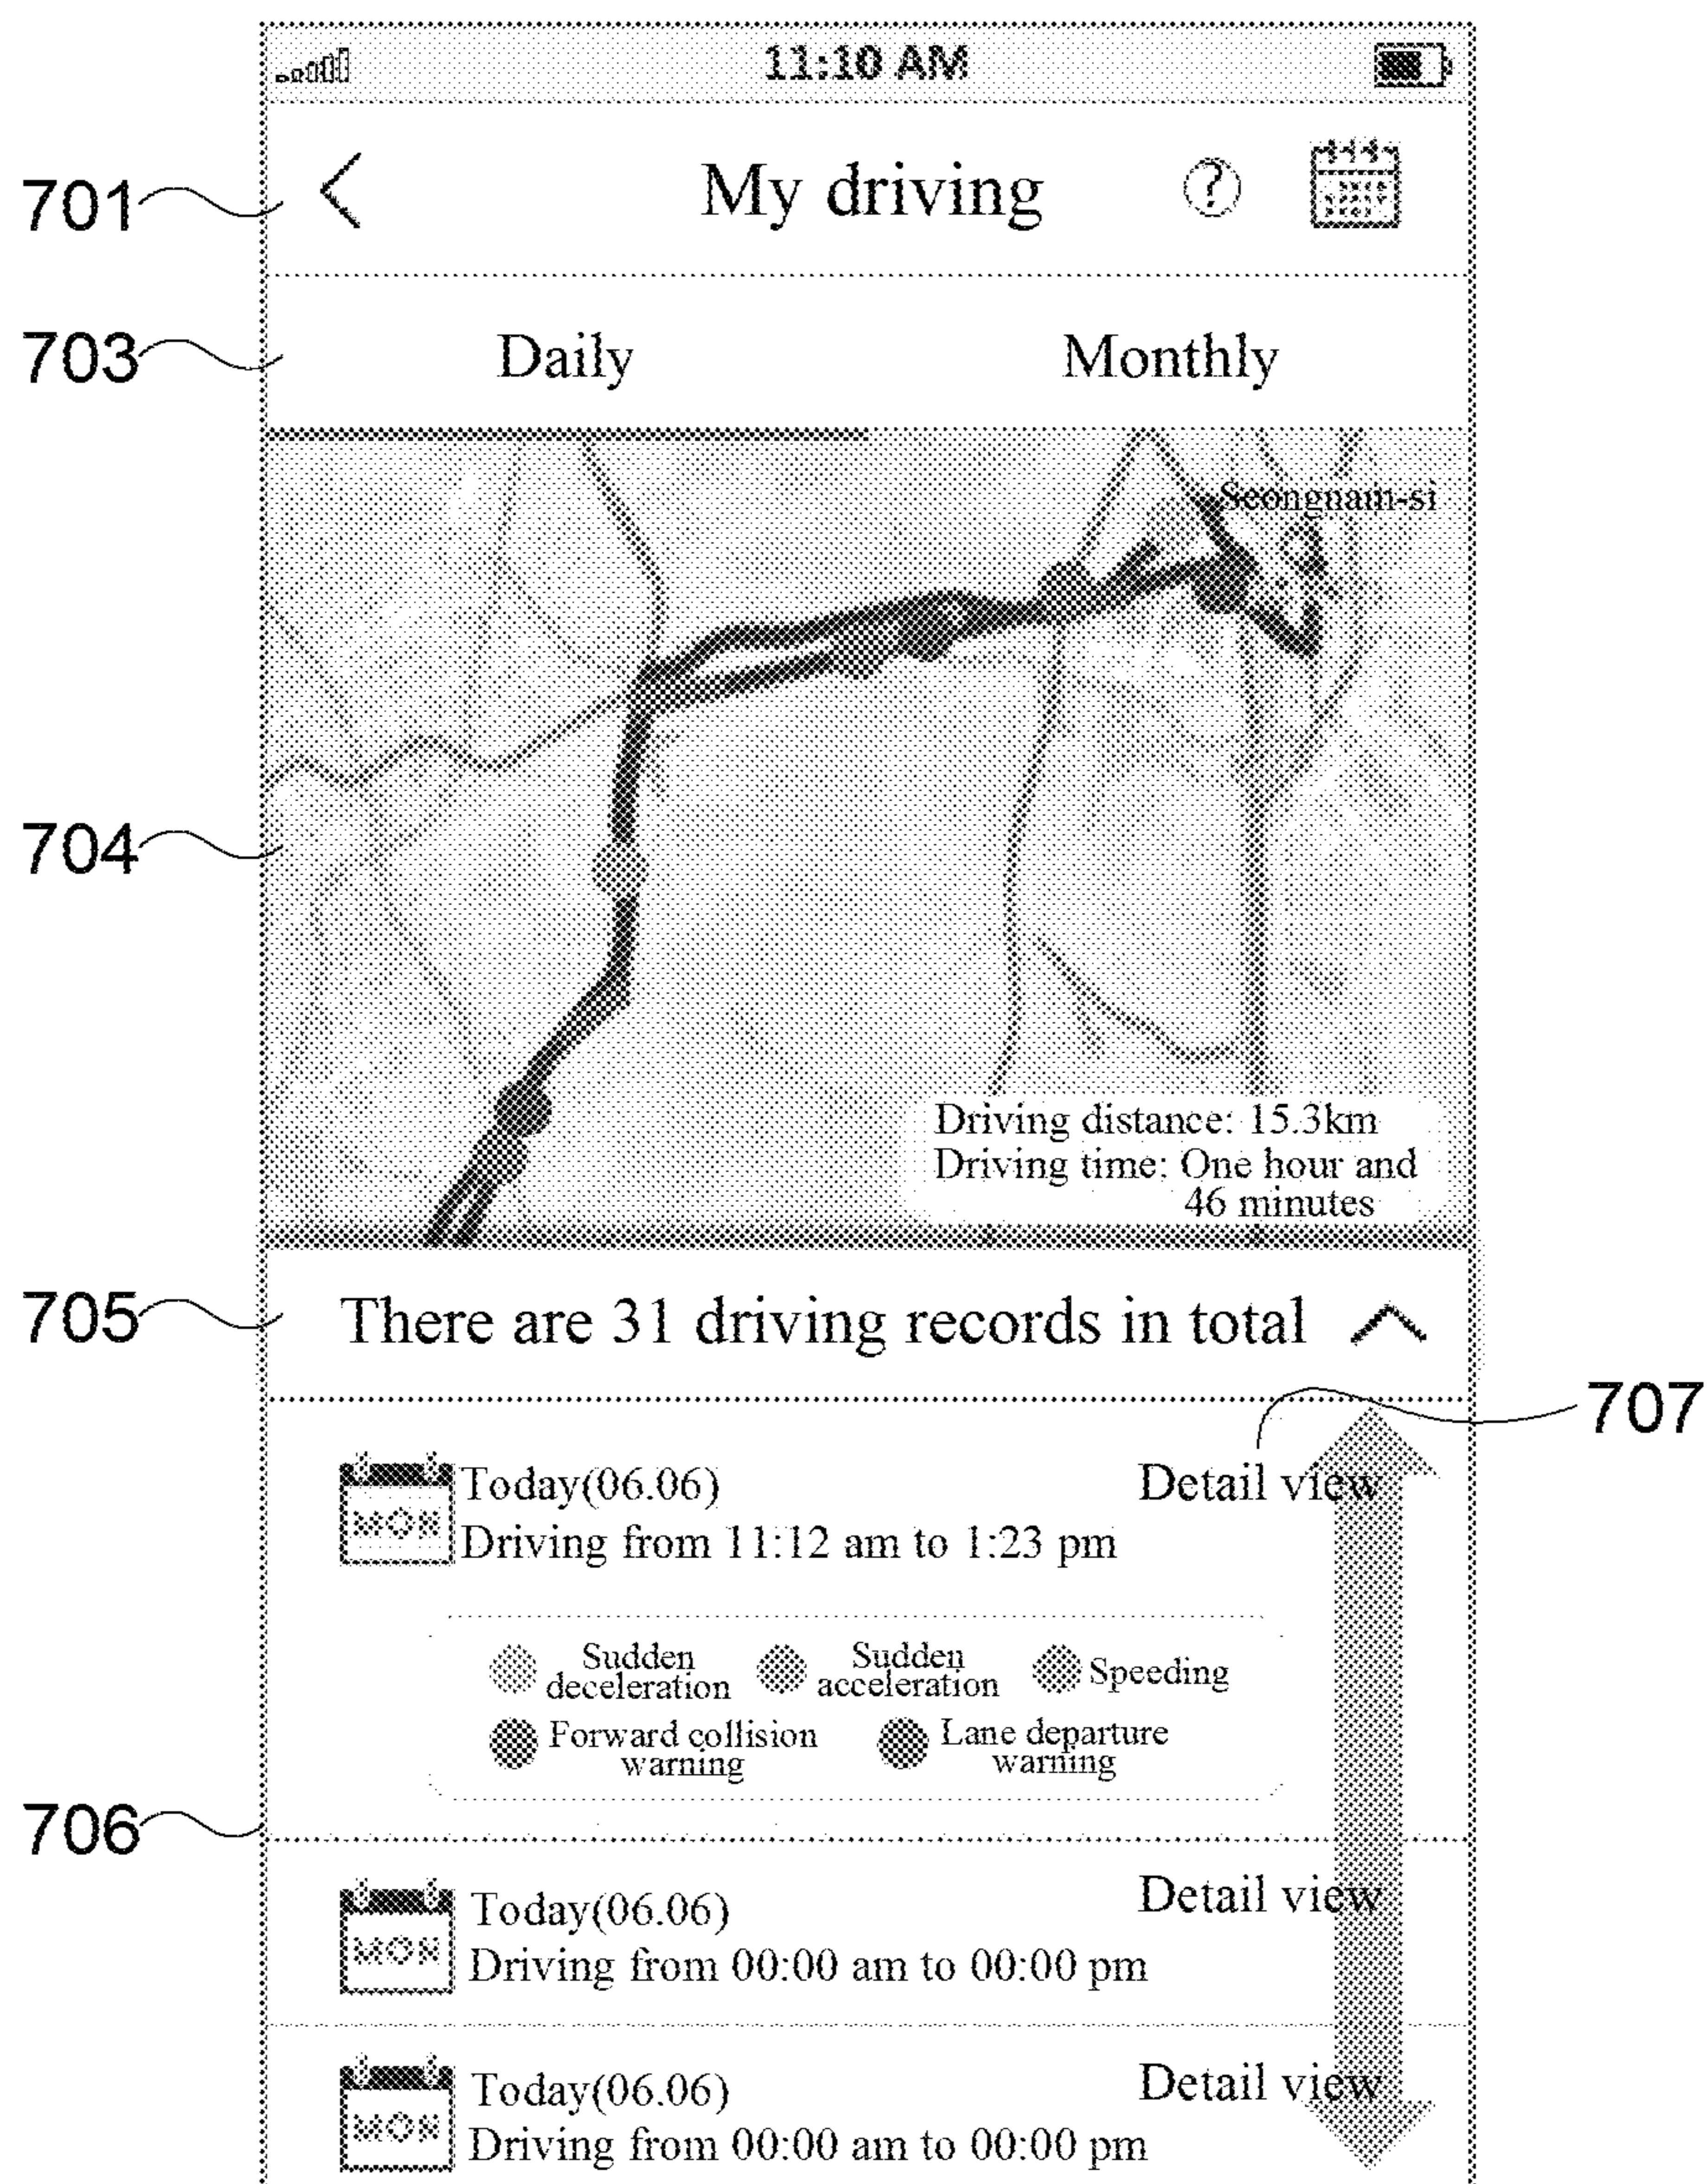 11:10 AM
701
My driving
?
703
Daily
Monthly
Seongnam-si
704
Driving distance: 15.3km
Driving time: One hour and
46 minutes
705
There are 31 driving records in total
707
MON
Today(06.06)
Detail view
Driving from 11:12 am to 1:23 pm
Sudden
deceleration
Sudden
acceleration
Speeding
Forward collision
warning
Lane departure
warning
706
MON
Today(06.06)
Detail view
Driving from 00:00 am to 00:00 pm
MON
Today(06.06)
Detail view
Driving from 00:00 am to 00:00 pm